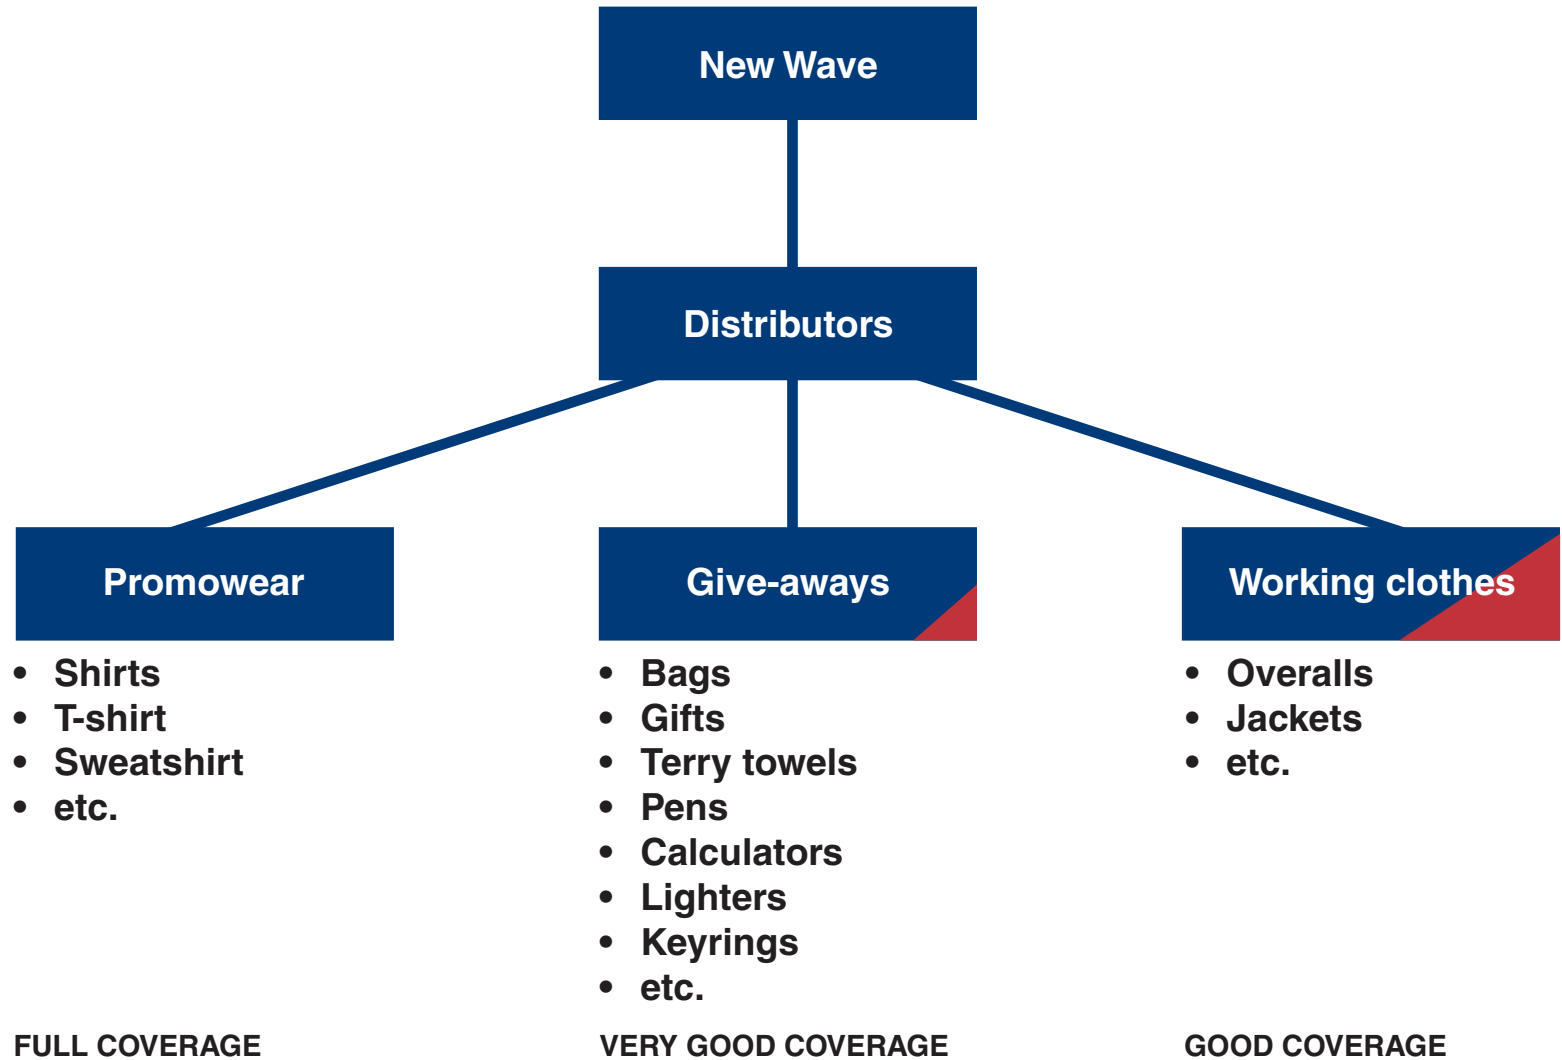 New Wave
Distributors
Promowear
• Shirts
• T-shirt
• Sweatshirt
• etc.
FULL COVERAGE
Give-aways
• Bags
• Gifts
• Terry towels
• Pens
• Calculators
• Lighters
• Keyrings
• etc.
VERY GOOD COVERAGE
Working clothes
• Overalls
• Jackets
• etc.
GOOD COVERAGE